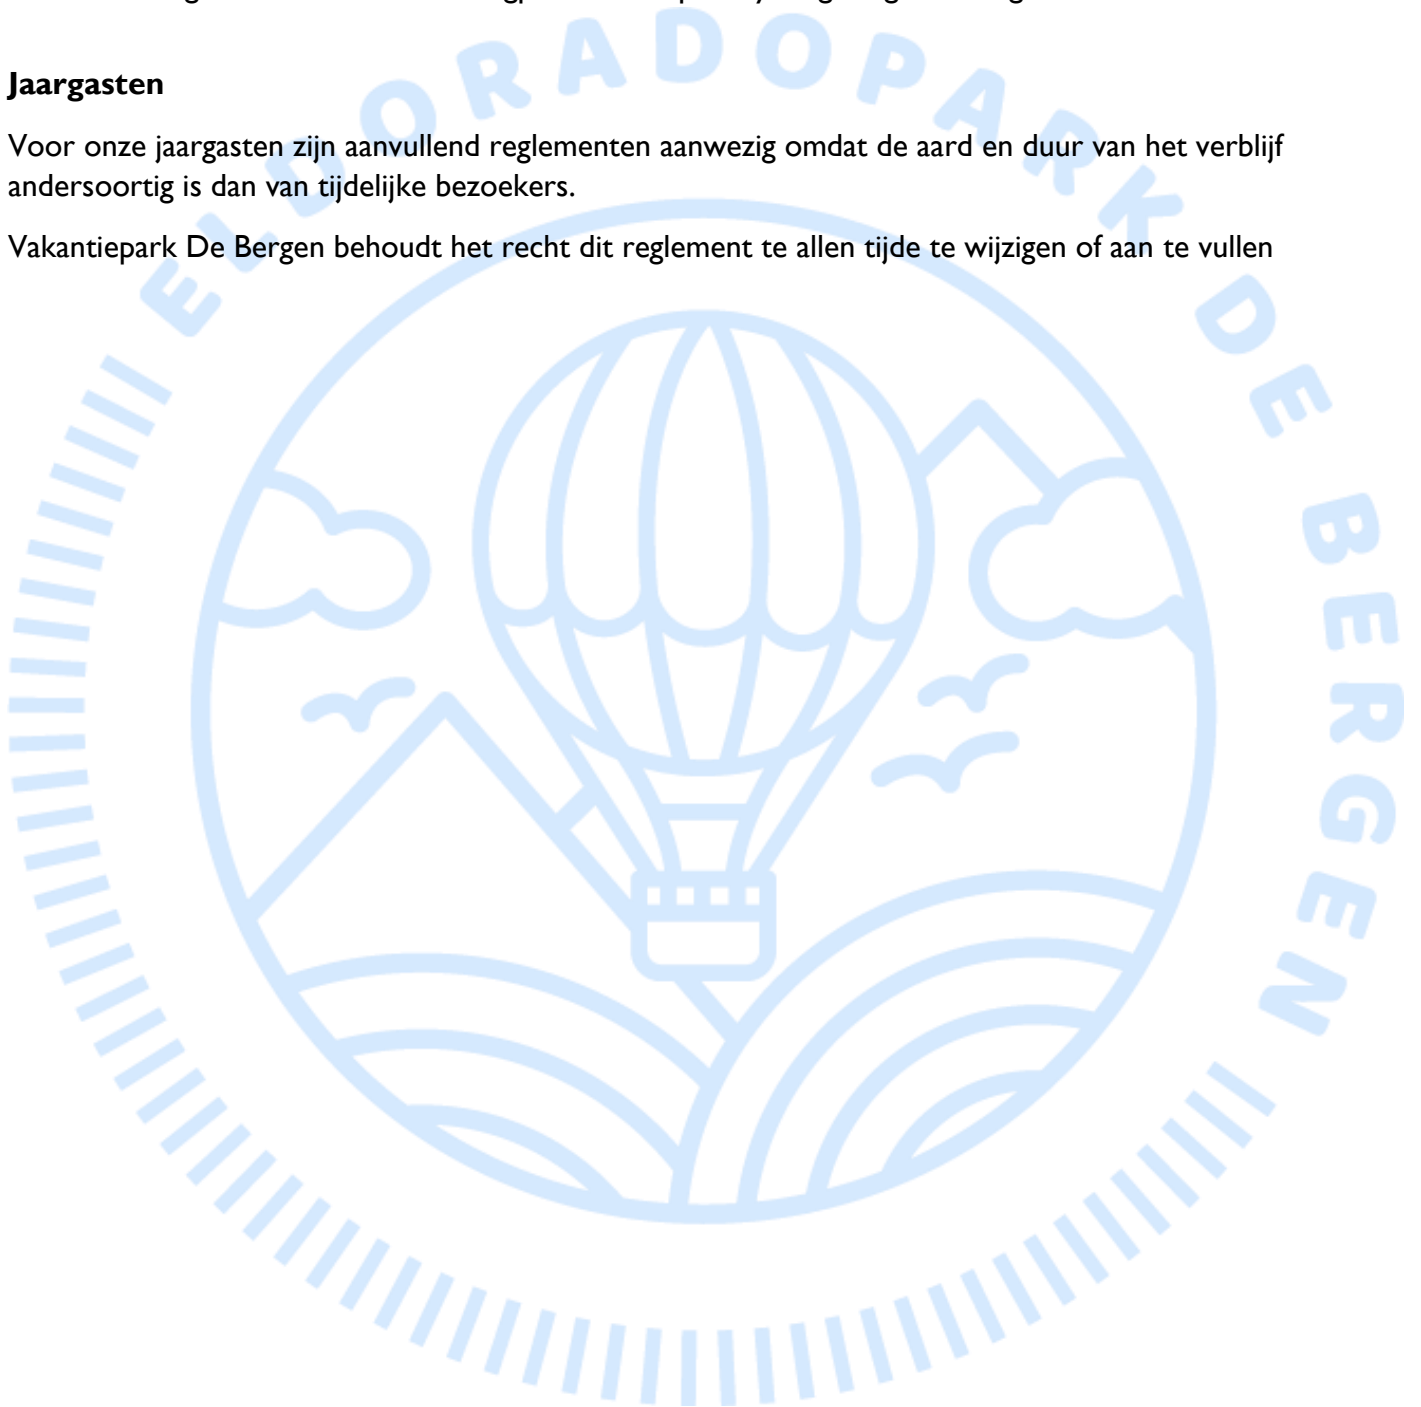 Jaargasten
Voor onze jaargasten zijn aanvullend reglementen aanwezig omdat de aard en duur van het verblijf
andersoortig is dan van tijdelijke bezoekers.
Vakantiepark De Bergen behoudt het recht dit reglement te allen tijde te wijzigen of aan te vullen
ELDORADOPARK DE BERGEN